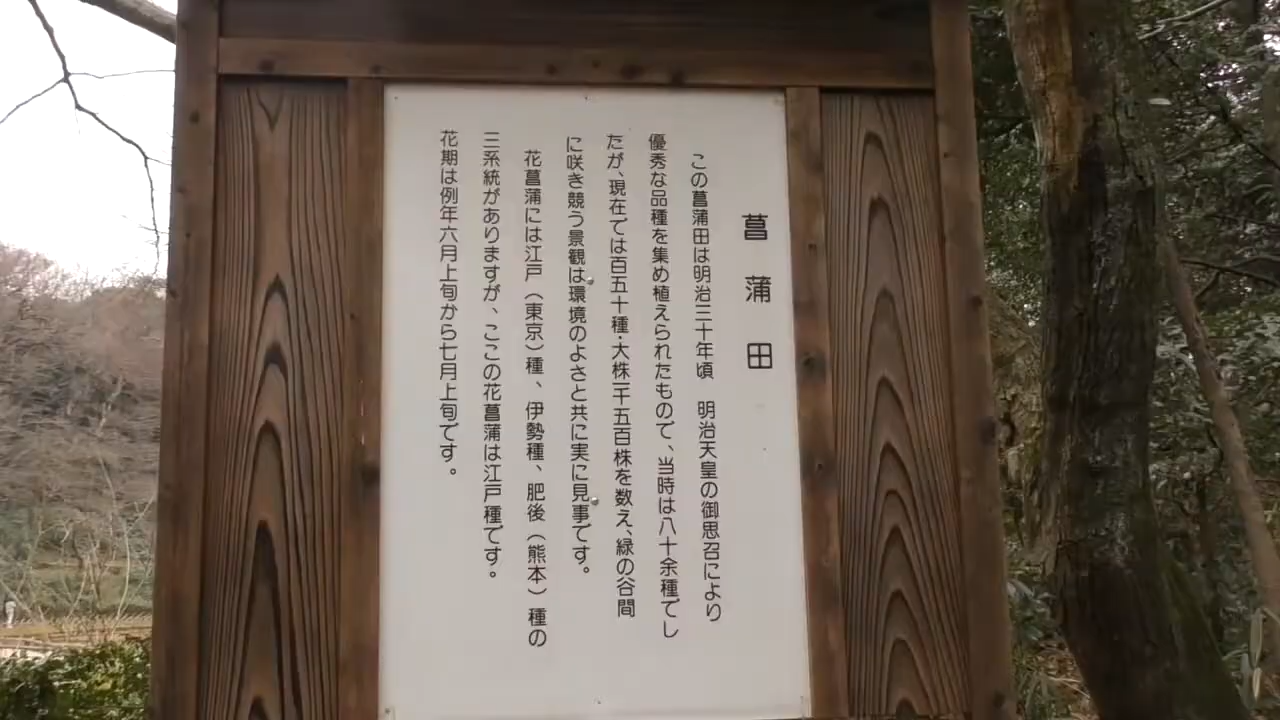 菖蒲田
この菖蒲田は明治三十年頃　明治天皇の御思召により
優秀な品種を集め植えられたもので、当時は八十余種でし
たが、現在では百五十種・大株一千五百株を数え、緑の谷間
に咲き競う景観は環境のよさと共に実に見事です。
花菖蒲には江戸（東京）種、伊勢種、肥後（熊本）種の
三系統がありますが、ここの花菖蒲は江戸種です。
花期は例年六月上旬から七月上旬です。